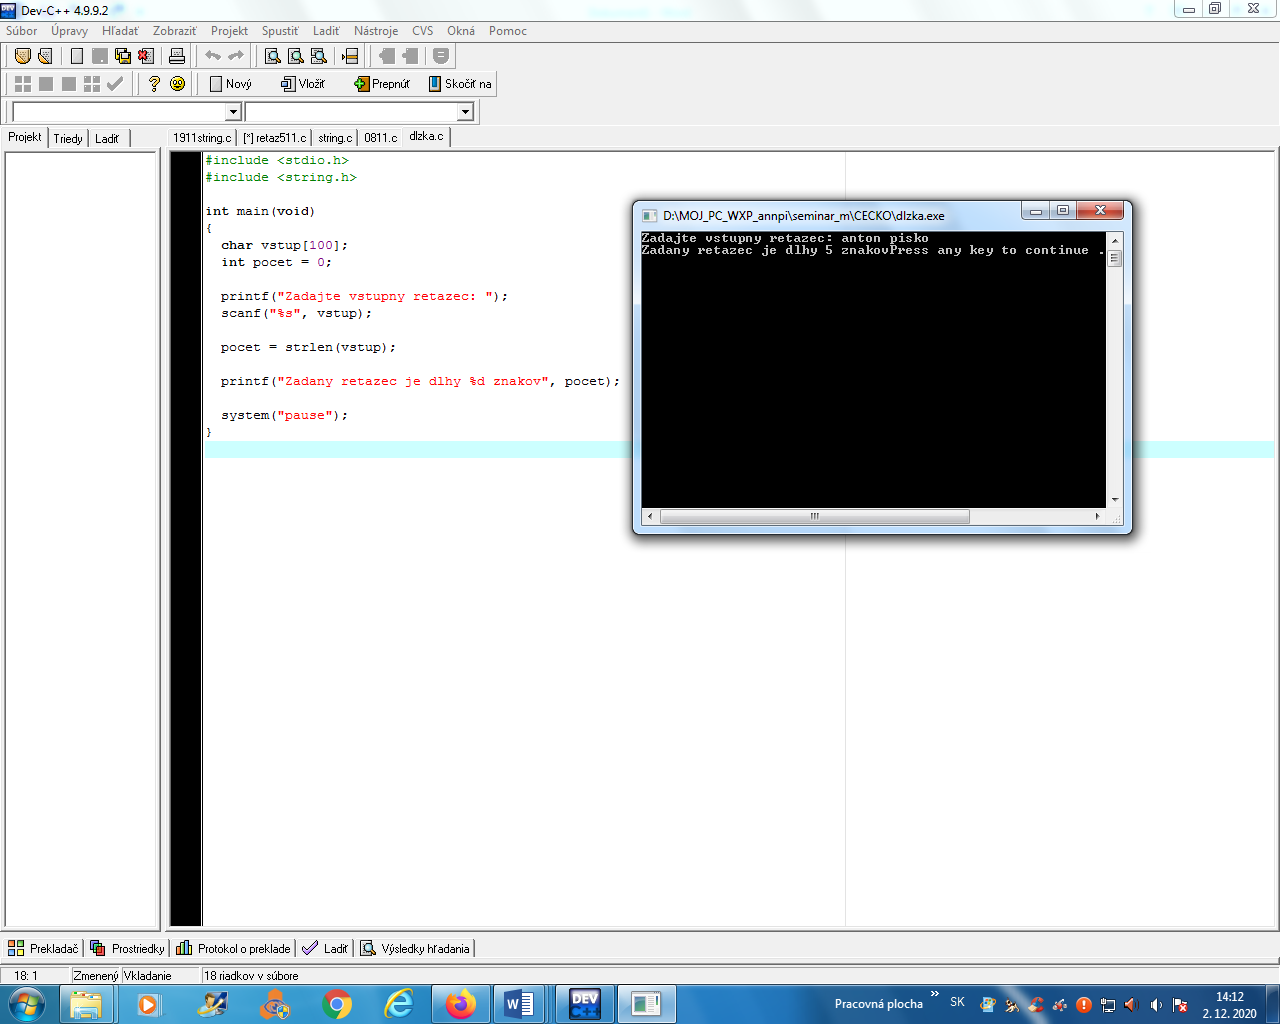 Dev-C++ 4.9.9.2
Súbor Úpravy Hľadať Zobraziť Projekt Spustiť Ladiť Nástroje CVS Okná Pomoc
Nový Vložiť Prepnúť Skočiť na
Projekt Triedy Ladiť
1911string.c [*] retaz511.c string.c 0811.c dlzka.c
#include <stdio.h>
#include <string.h>
int main(void)
{
char vstup[100];
int pocet = 0;
printf("Zadajte vstupny retazec: ");
scanf("%s", vstup);
pocet = strlen(vstup);
printf("Zadany retazec je dlhy %d znakov", pocet);
system("pause");
}
D:\MOJ_PC_WXP_annpi\seminar_m\CECKO\dlzka.exe
Zadajte vstupny retazec: anton pisko
Zadany retazec je dlhy 5 znakovPress any key to continue .
Prekladač Prostriedky Protokol o preklade Ladiť Výsledky hľadania
18: 1 Zmenený Vkladanie 18 riadkov v súbore
DEV C++
Pracovná plocha » SK
14:12
2. 12. 2020